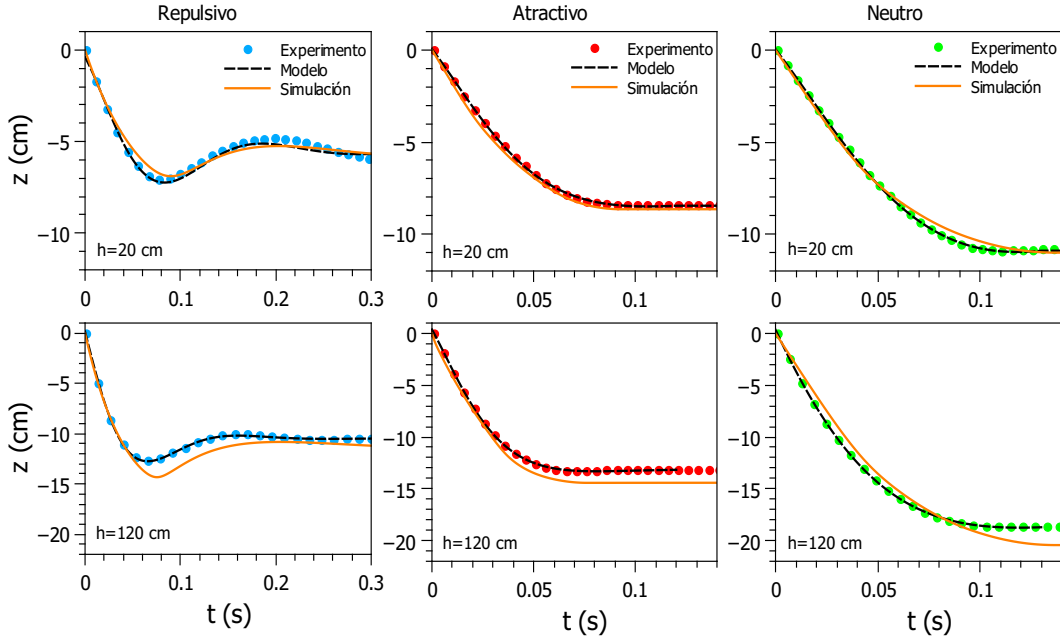 Repulsivo
Atractivo
Neutro
0
−5
−10
z (cm)
Experimento
Modelo
Simulación
h=20 cm
0
0.1
0.2
0.3
0
−5
−10
Experimento
Modelo
Simulación
h=20 cm
0
0.05
0.1
0
−5
−10
Experimento
Modelo
Simulación
h=20 cm
0
0.05
0.1
0
−5
−10
−15
−20
z (cm)
h=120 cm
0
0.1
0.2
0.3
t (s)
0
−5
−10
−15
−20
h=120 cm
0
0.05
0.1
t (s)
0
−5
−10
−15
−20
h=120 cm
0
0.05
0.1
t (s)